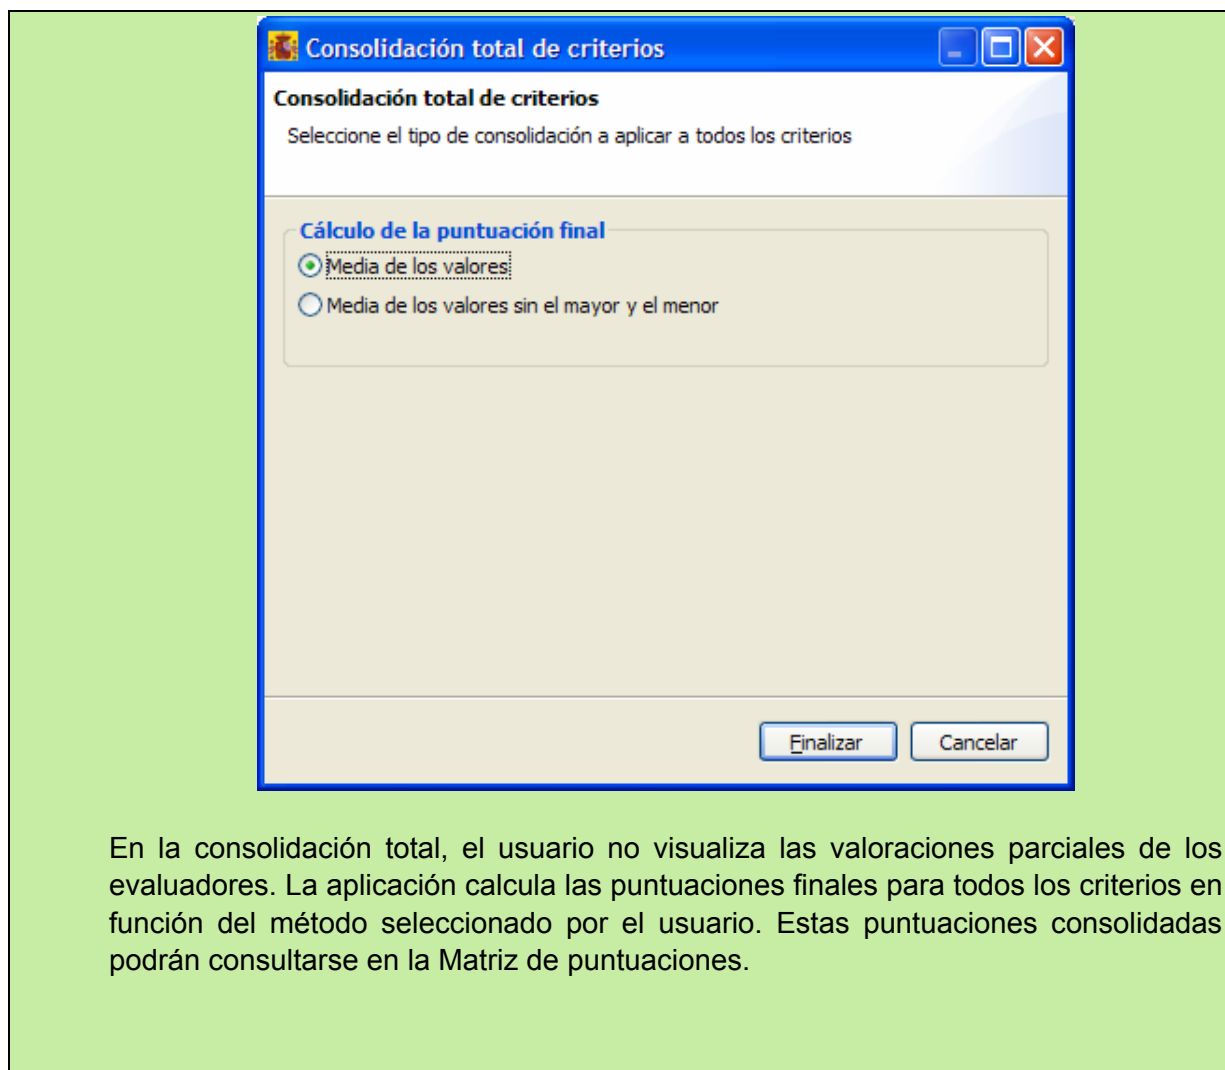 Consolidación total de criterios
Consolidación total de criterios
Seleccione el tipo de consolidación a aplicar a todos los criterios
Cálculo de la puntuación final
Media de los valores
Media de los valores sin el mayor y el menor
Finalizar
Cancelar
En la consolidación total, el usuario no visualiza las valoraciones parciales de los
evaluadores. La aplicación calcula las puntuaciones finales para todos los criterios en
función del método seleccionado por el usuario. Estas puntuaciones consolidadas
podrán consultarse en la Matriz de puntuaciones.